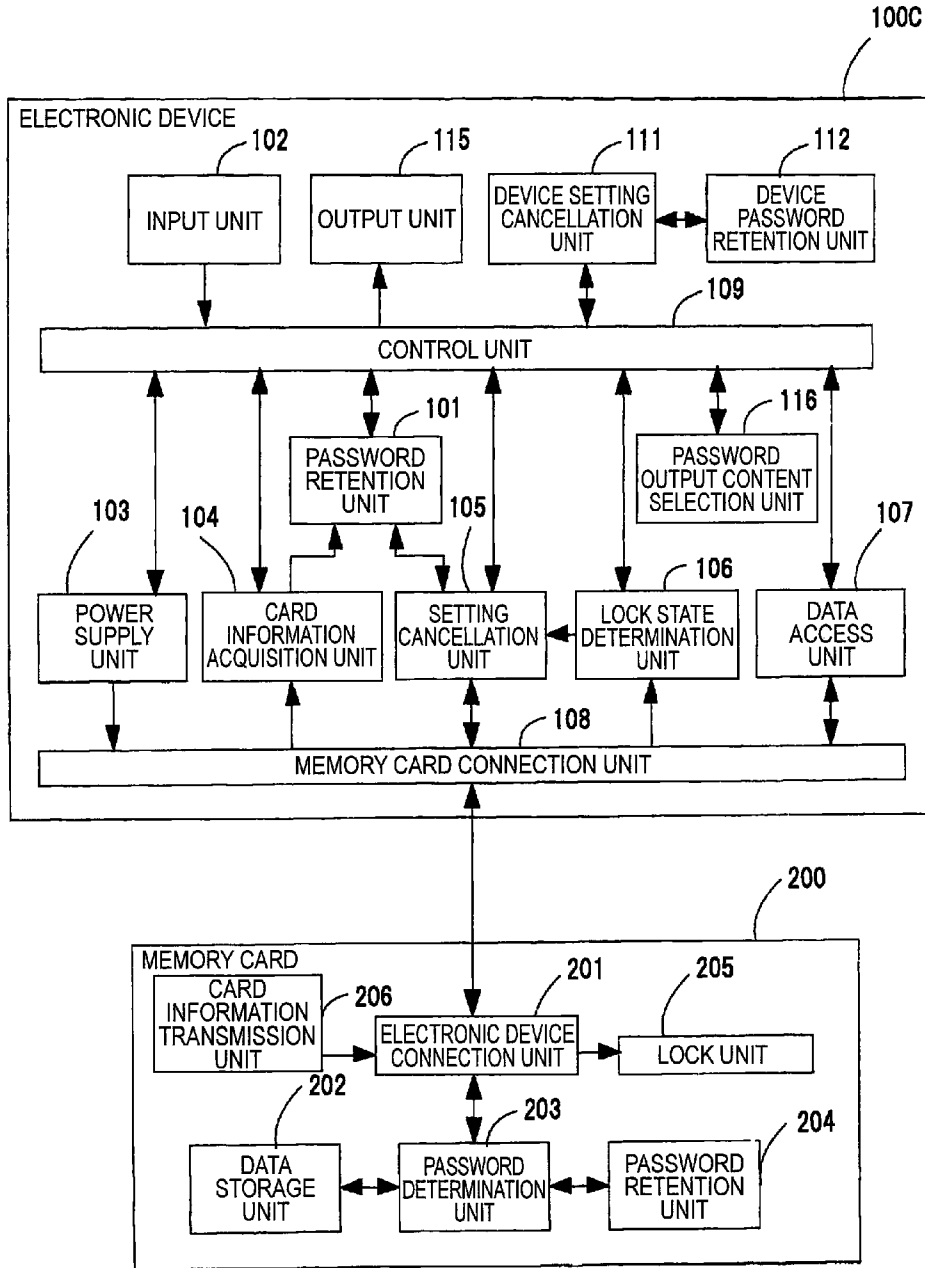 100C
ELECTRONIC DEVICE
102
115
111
112
INPUT UNIT
OUTPUT UNIT
DEVICE SETTING
CANCELLATION
UNIT
DEVICE
PASSWORD
RETENTION UNIT
109
CONTROL UNIT
101
116
PASSWORD
RETENTION
UNIT
PASSWORD
OUTPUT CONTENT
SELECTION UNIT
103
104
105
106
107
POWER
SUPPLY
UNIT
CARD
INFORMATION
ACQUISITION UNIT
SETTING
CANCELLATION
UNIT
LOCK STATE
DETERMINATION
UNIT
DATA
ACCESS
UNIT
108
MEMORY CARD CONNECTION UNIT
200
MEMORY CARD
201
205
CARD
INFORMATION
TRANSMISSION
UNIT
206
ELECTRONIC DEVICE
CONNECTION UNIT
LOCK UNIT
202
203
204
DATA
STORAGE
UNIT
PASSWORD
DETERMINATION
UNIT
PASSWORD
RETENTION
UNIT